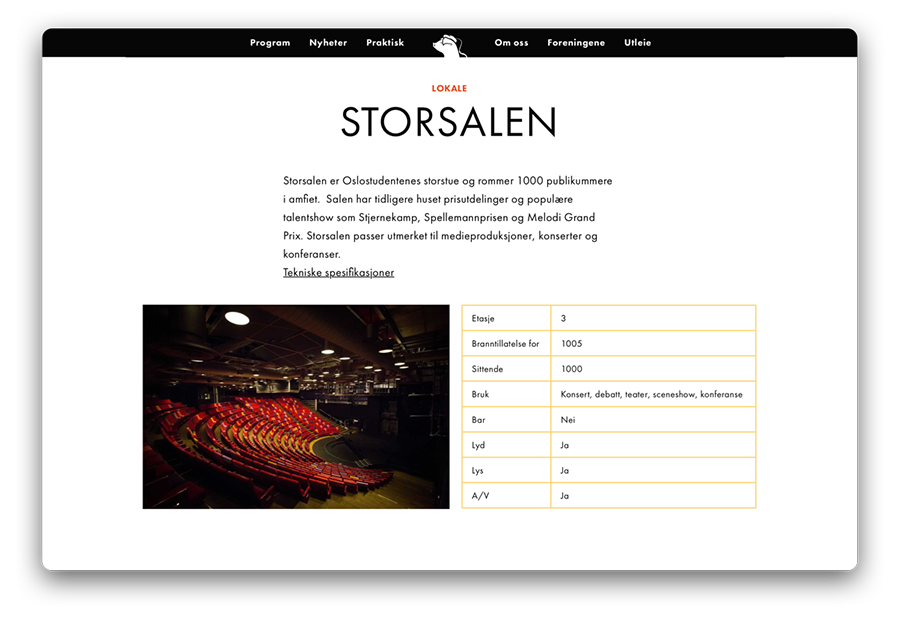 Program Nyheter Praktisk Om oss Foreningene Utleie
LOKALE
STORSALEN
Storsalen er Oslostudentenes storstue og rommer 1000 publikummere
i amfiet.  Salen har tidligere huset prisutdelinger og populære
talentshow som Stjernekamp, Spellemannprisen og Melodi Grand
Prix. Storsalen passer utmerket til medieproduksjoner, konserter og
konferanser.
Tekniske spesifikasjoner
Etasje 3
Branntillatelse for 1005
Sittende 1000
Bruk Konsert, debatt, teater, sceneshow, konferanse
Bar Nei
Lyd Ja
Lys Ja
A/V Ja